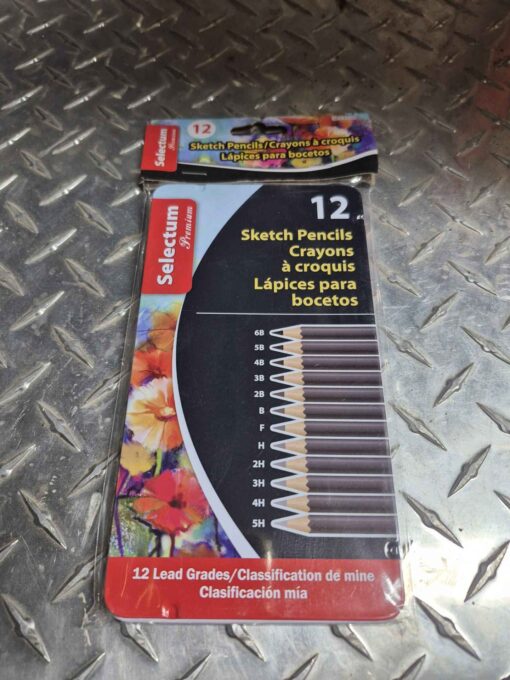 Selectum
Premium
12
Sketch Pencils/Crayons à croquis
Lápices para bocetos
Selectum
Premium
12
Sketch Pencils
Crayons
à croquis
Lápices para
bocetos
6B
5B
4B
3B
2B
B
F
H
2H
3H
4H
5H
12 Lead Grades/Classification de mine
Clasificación mía